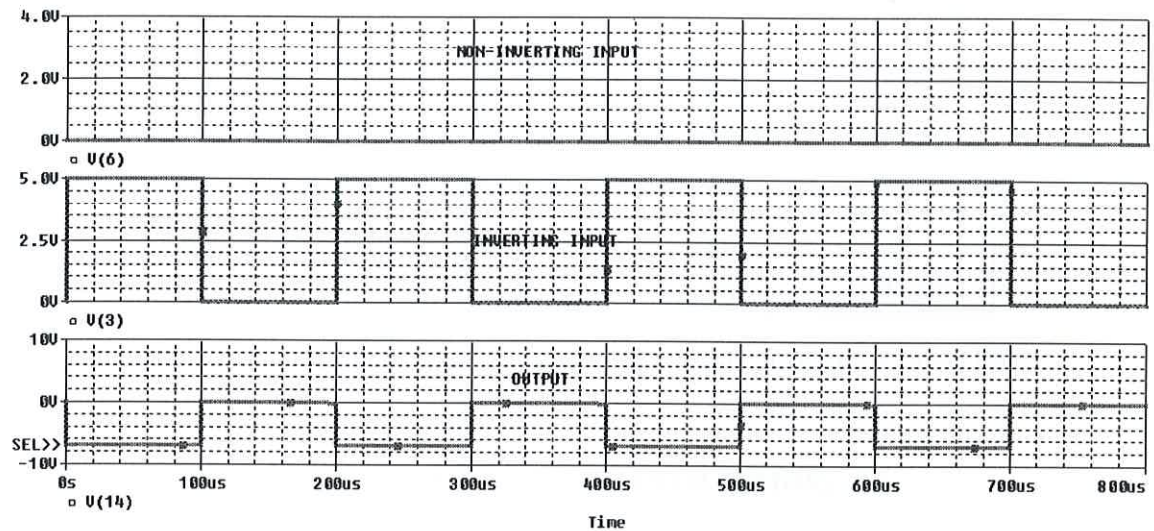 4.0V
NON-INVERTING INPUT
2.0V
0V
V(6)
5.0V
2.5V
INVERTING INPUT
0V
V(3)
10V
OUTPUT
0V
SEL>>
-10V
0s 100us 200us 300us 400us 500us 600us 700us 800us
V(14)
Time